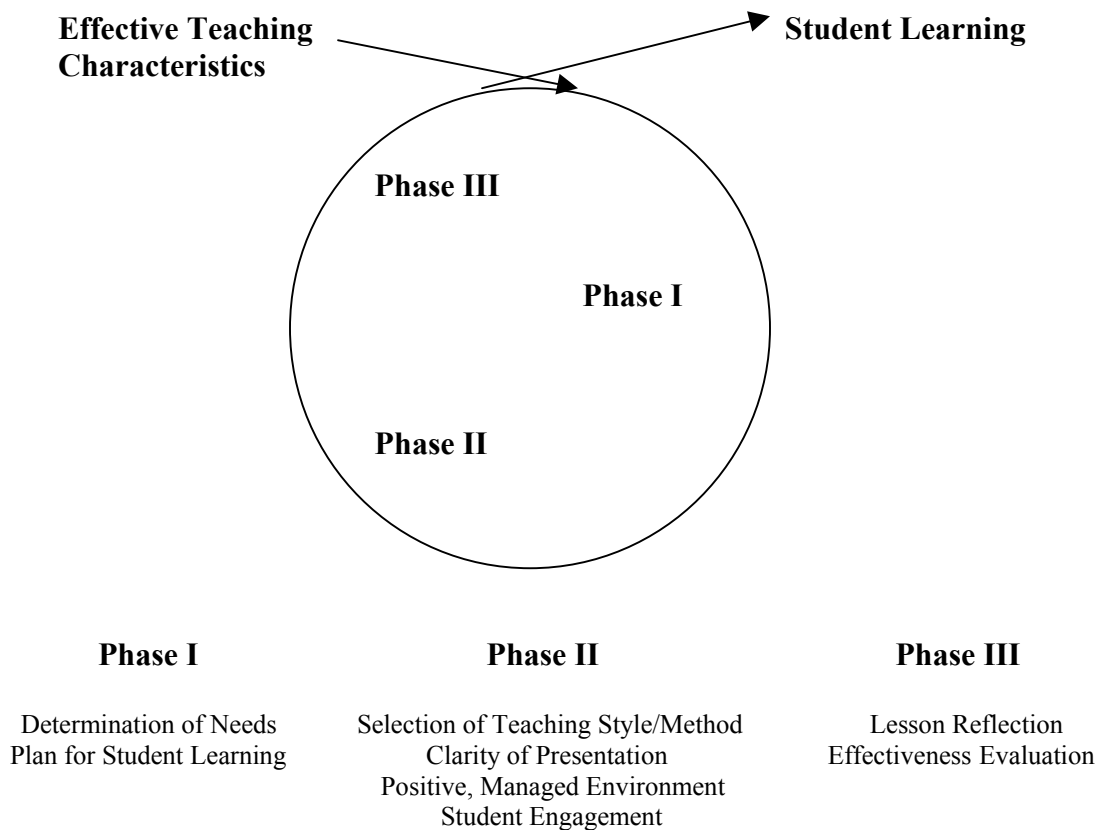 Effective Teaching
Characteristics
Student Learning
Phase III
Phase I
Phase II
Phase I
Determination of Needs
Plan for Student Learning
Phase II
Selection of Teaching Style/Method
Clarity of Presentation
Positive, Managed Environment
Student Engagement
Phase III
Lesson Reflection
Effectiveness Evaluation